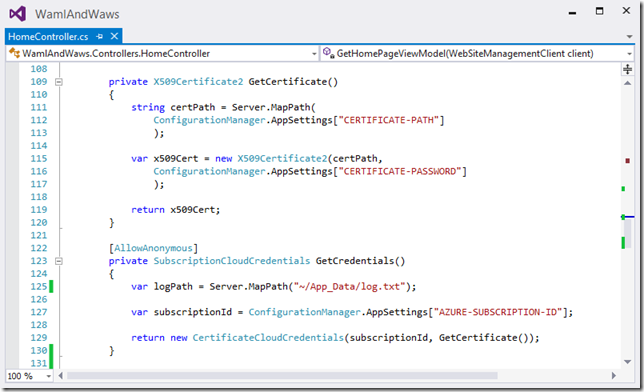 WamlAndWaws
HomeController.cs
WamlAndWaws.Controllers.HomeController
GetHomePageViewModel(WebSiteManagementClient client)
108
109 private X509Certificate2 GetCertificate()
110 {
111 string certPath = Server.MapPath(
112 ConfigurationManager.AppSettings["CERTIFICATE-PATH"]
113 );
114
115 var x509Cert = new X509Certificate2(certPath,
116 ConfigurationManager.AppSettings["CERTIFICATE-PASSWORD"]
117 );
118
119 return x509Cert;
120 }
121
122 [AllowAnonymous]
123 private SubscriptionCloudCredentials GetCredentials()
124 {
125 var logPath = Server.MapPath("~/App_Data/log.txt");
126
127 var subscriptionId = ConfigurationManager.AppSettings["AZURE-SUBSCRIPTION-ID"];
128
129 return new CertificateCloudCredentials(subscriptionId, GetCertificate());
130 }
131
100 %